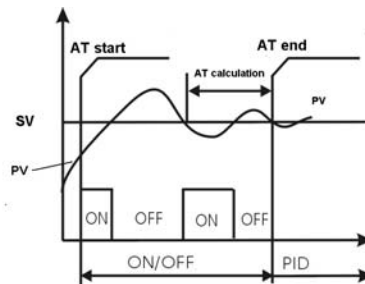 AT start
AT end
AT calculation
PV
SV
PV
ON
OFF
ON
OFF
ON/OFF
PID